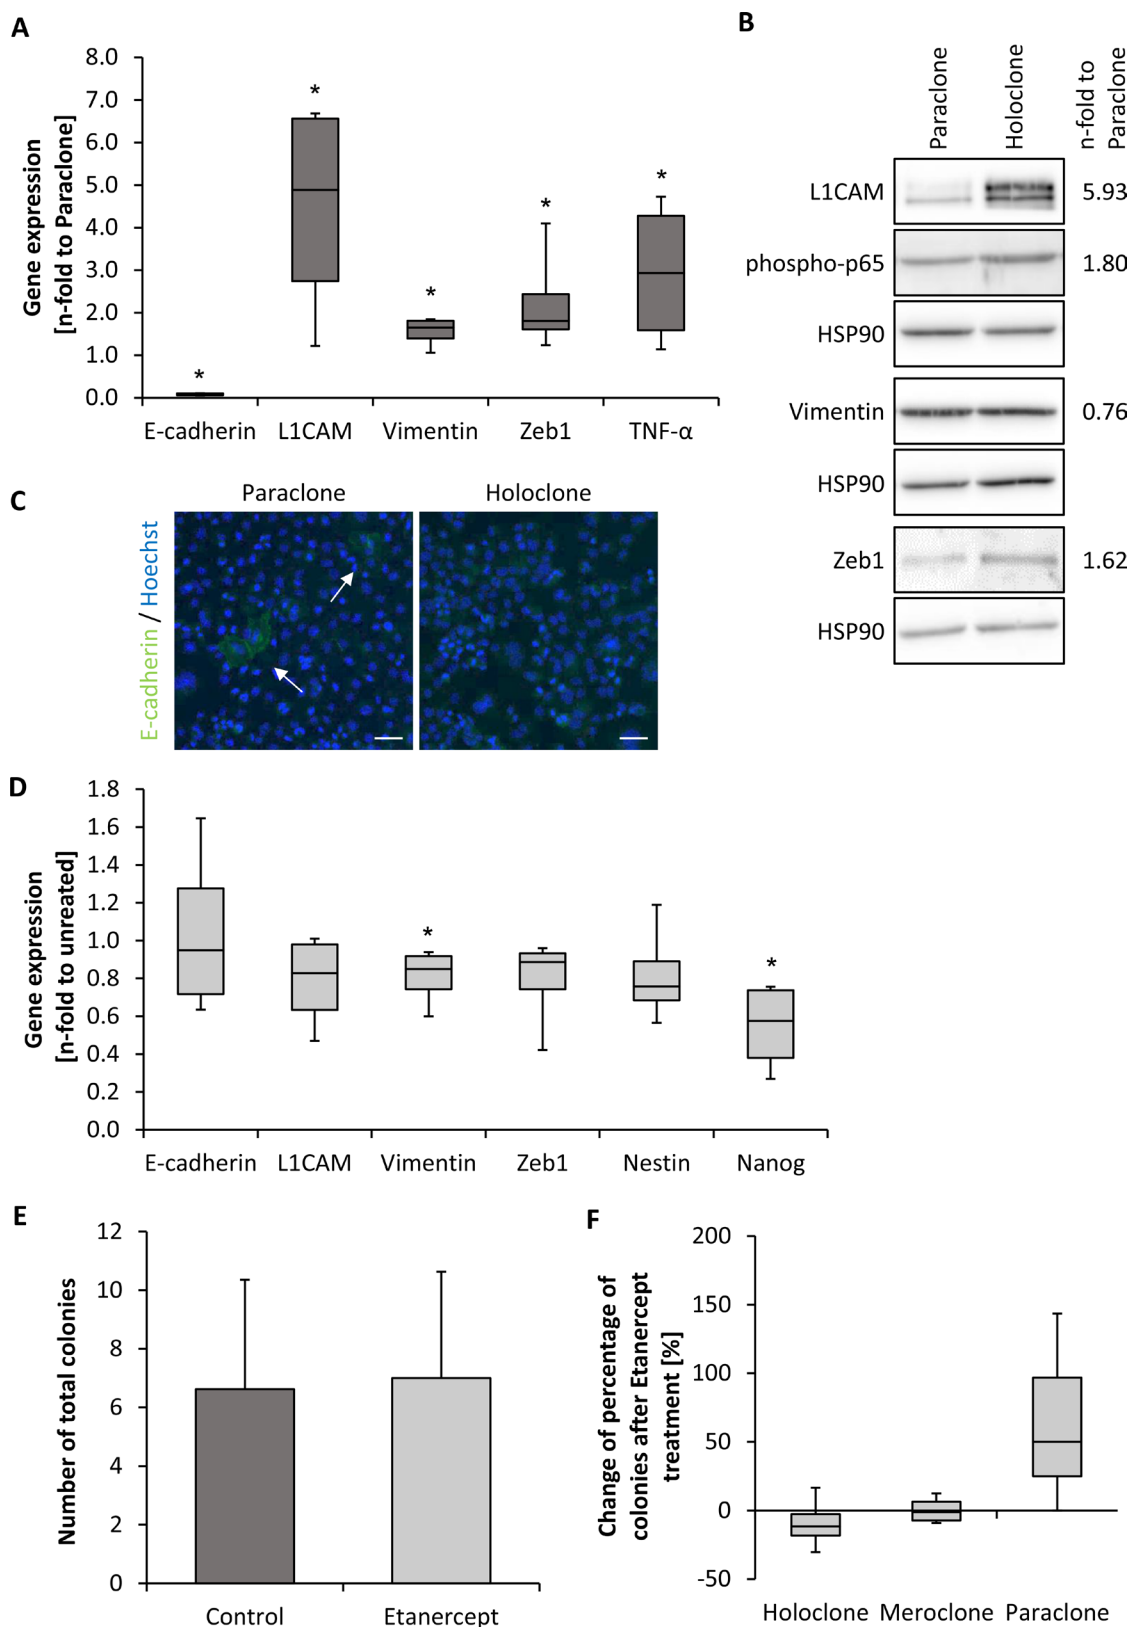 A
Gene expression
[n-fold to Paraclone]
8.0
7.0
6.0
5.0
4.0
3.0
2.0
1.0
0.0
*
*
*
*
*
E-cadherin
L1CAM
Vimentin
Zeb1
TNF-α
B
Paraclone
Holoclone
n-fold to
Paraclone
L1CAM
5.93
phospho-p65
1.80
HSP90
Vimentin
0.76
HSP90
Zeb1
1.62
HSP90
C
Paraclone
Holoclone
E-cadherin / Hoechst
D
Gene expression
[n-fold to unreated]
1.8
1.6
1.4
1.2
1.0
0.8
0.6
0.4
0.2
0.0
*
*
E-cadherin
L1CAM
Vimentin
Zeb1
Nestin
Nanog
E
Number of total colonies
12
10
8
6
4
2
0
Control
Etanercept
F
Change of percentage of
colonies after Etanercept
treatment [%]
200
150
100
50
0
-50
Holoclone
Meroclone
Paraclone